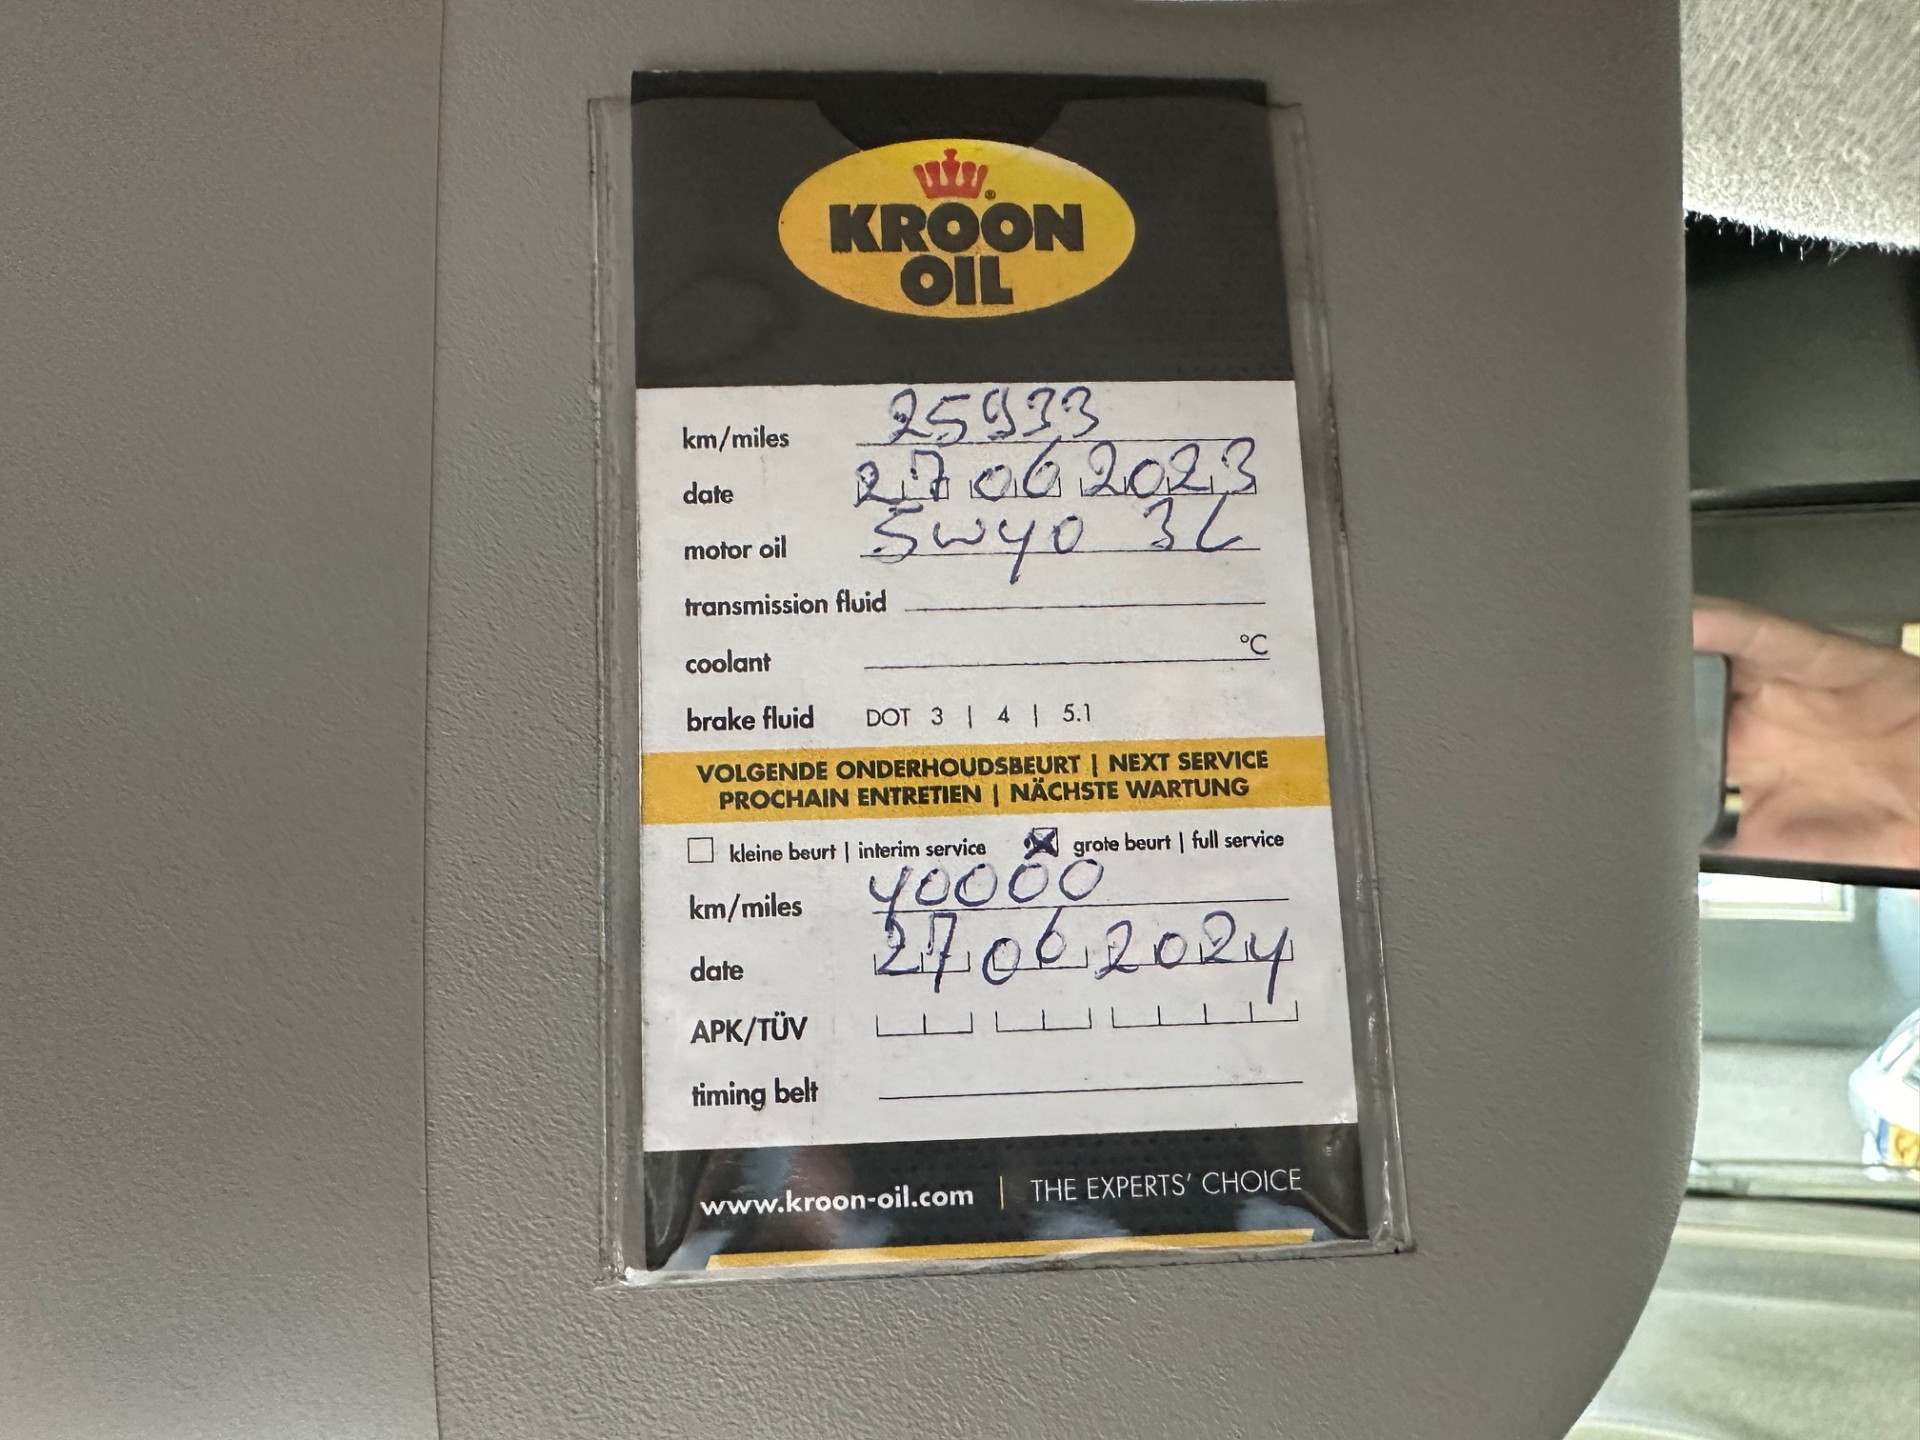 KROON
OIL
®
km/miles 25933
date 27 06 2023
motor oil 5w40 3L
transmission fluid
coolant °C
brake fluid DOT 3 | 4 | 5.1
VOLGENDE ONDERHOUDSBEURT | NEXT SERVICE
PROCHAIN ENTRETIEN | NÄCHSTE WARTUNG
kleine beurt | interim service grote beurt | full service
km/miles 40000
date 27 06 2024
APK/TÜV
timing belt
www.kroon-oil.com | THE EXPERTS' CHOICE